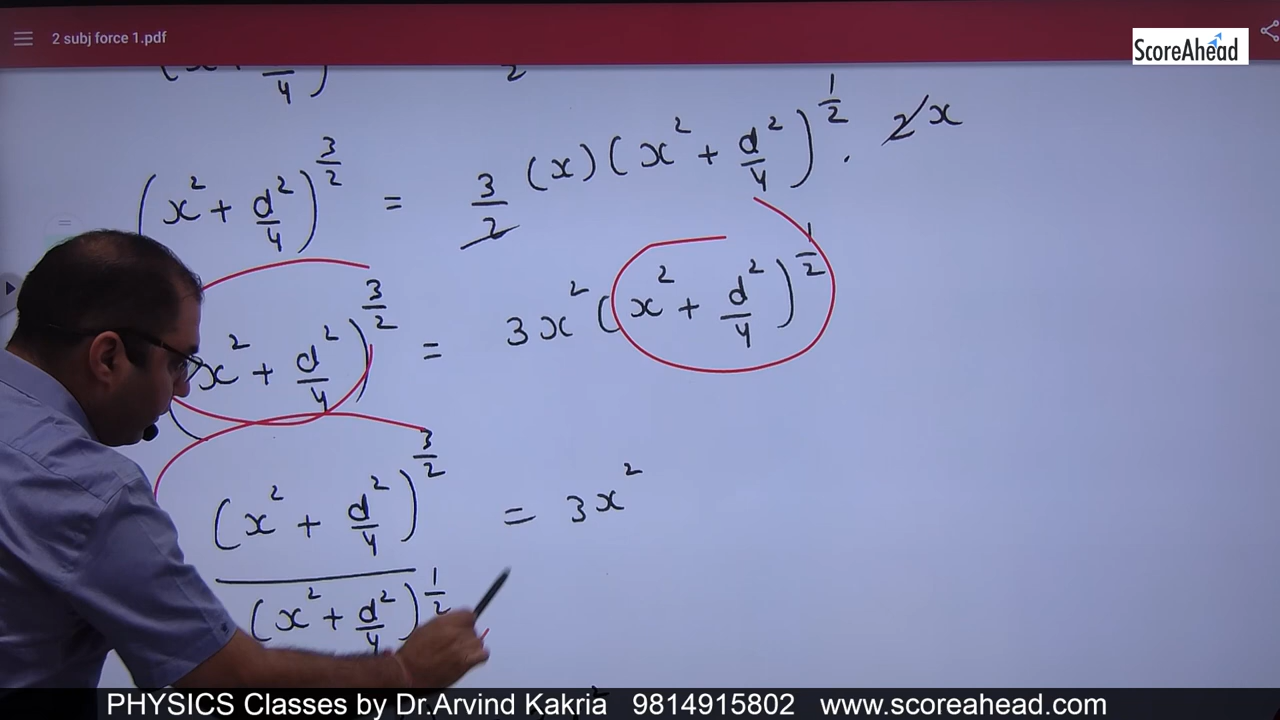 2 subj force 1.pdf
ScoreAhead
(x² + d²/4)^(3/2) = 3/2 (x) (x² + d²/4)^(1/2) . 2x
x² + d²/4)^(3/2) = 3x² (x² + d²/4)^(1/2)
(x² + d²/4)^(3/2) / (x² + d²/4)^(1/2) = 3x²
PHYSICS Classes by Dr.Arvind Kakria 9814915802 www.scoreahead.com